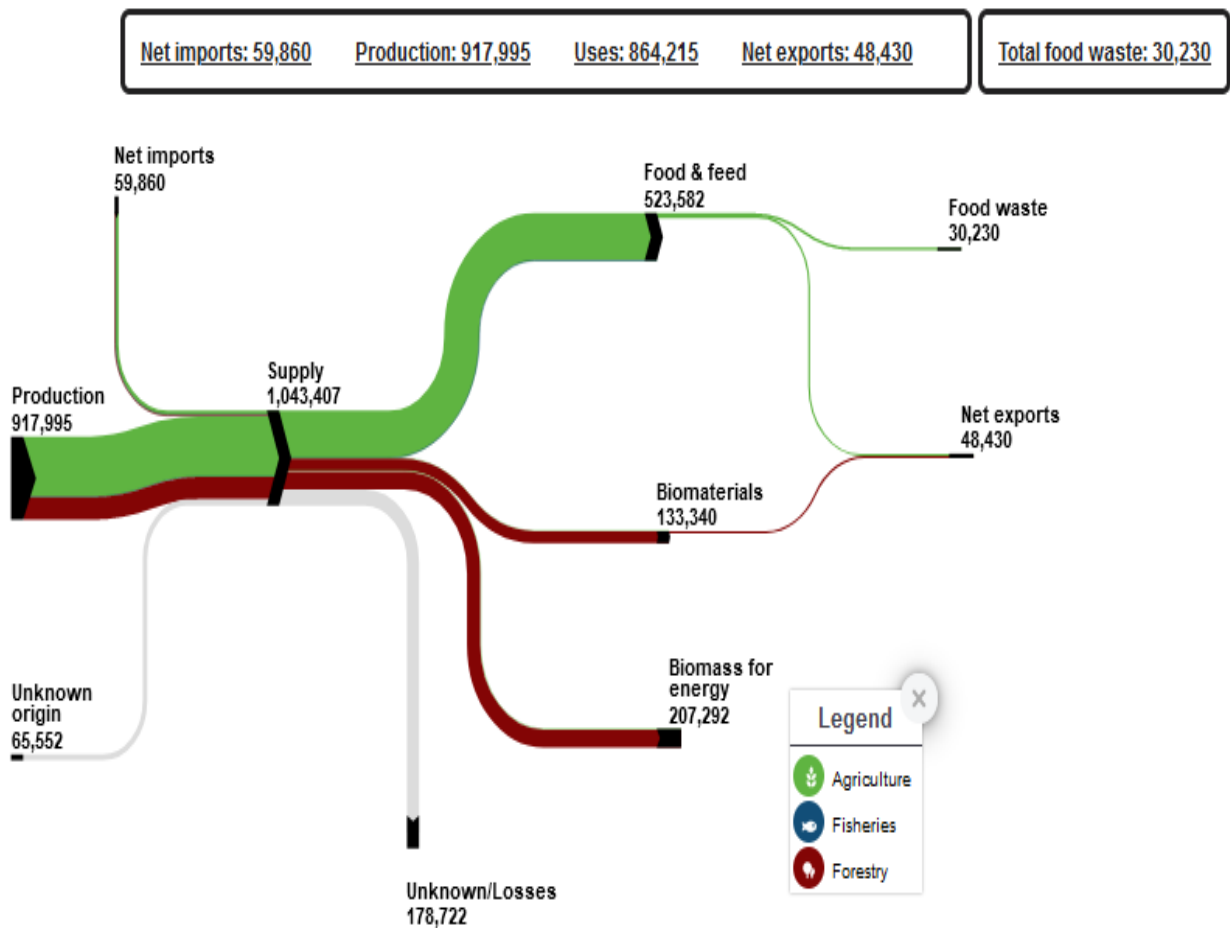 Net imports: 59,860 Production: 917,995 Uses: 864,215 Net exports: 48,430 Total food waste: 30,230
Net imports
59,860
Food & feed
523,582
Food waste
30,230
Supply
1,043,407
Production
917,995
Net exports
48,430
Biomaterials
133,340
Unknown
origin
65,552
Biomass for
energy
207,292
Legend
Agriculture
Fisheries
Forestry
Unknown/Losses
178,722